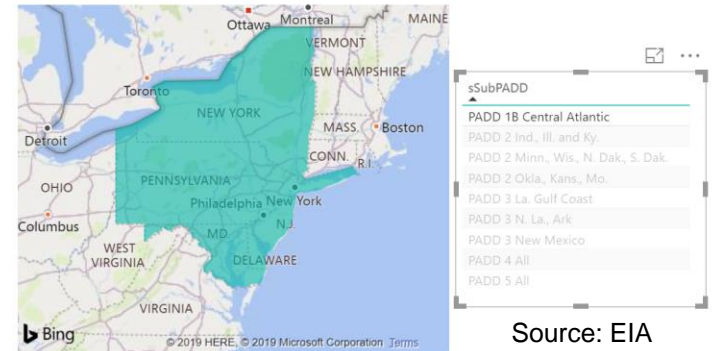 Ottawa
Montreal
MAINE
VERMONT
NEW HAMPSHIRE
Toronto
NEW YORK
MASS.
Boston
Detroit
CONN.
R.I.
OHIO
PENNSYLVANIA
Philadelphia
New York
Columbus
MD
N.J.
WEST
VIRGINIA
DELAWARE
VIRGINIA
Bing
© 2019 HERE, © 2019 Microsoft Corporation Terms
sSubPADD
PADD 1B Central Atlantic
PADD 2 Ind., Ill. and Ky.
PADD 2 Minn., Wis., N. Dak., S. Dak.
PADD 2 Okla., Kans., Mo.
PADD 3 La. Gulf Coast
PADD 3 N. La., Ark
PADD 3 New Mexico
PADD 4 All
PADD 5 All
Source: EIA